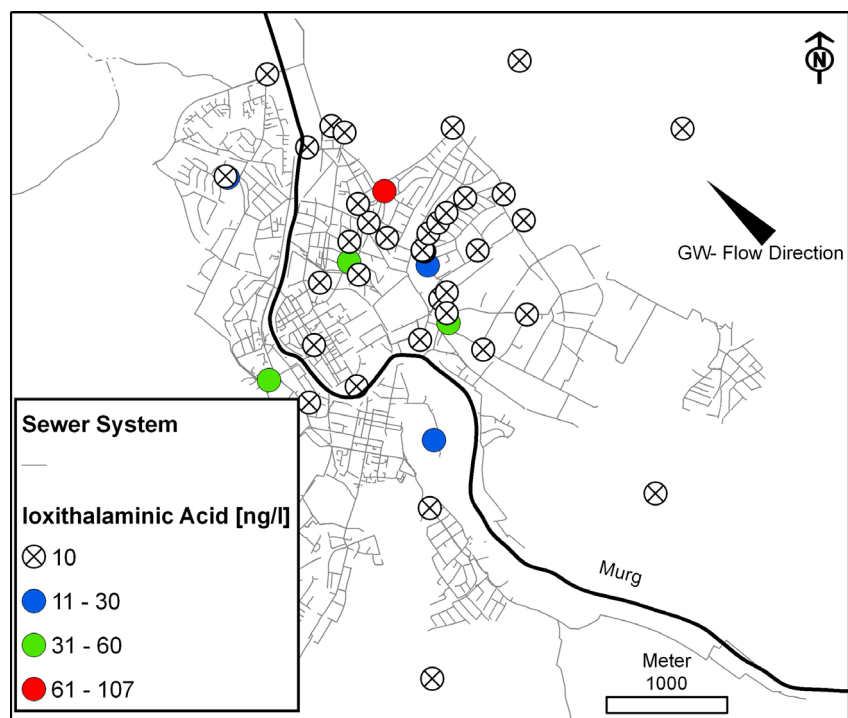 N
GW- Flow Direction
Sewer System
Ioxithalaminic Acid [ng/l]
10
11 - 30
31 - 60
61 - 107
Murg
Meter
1000